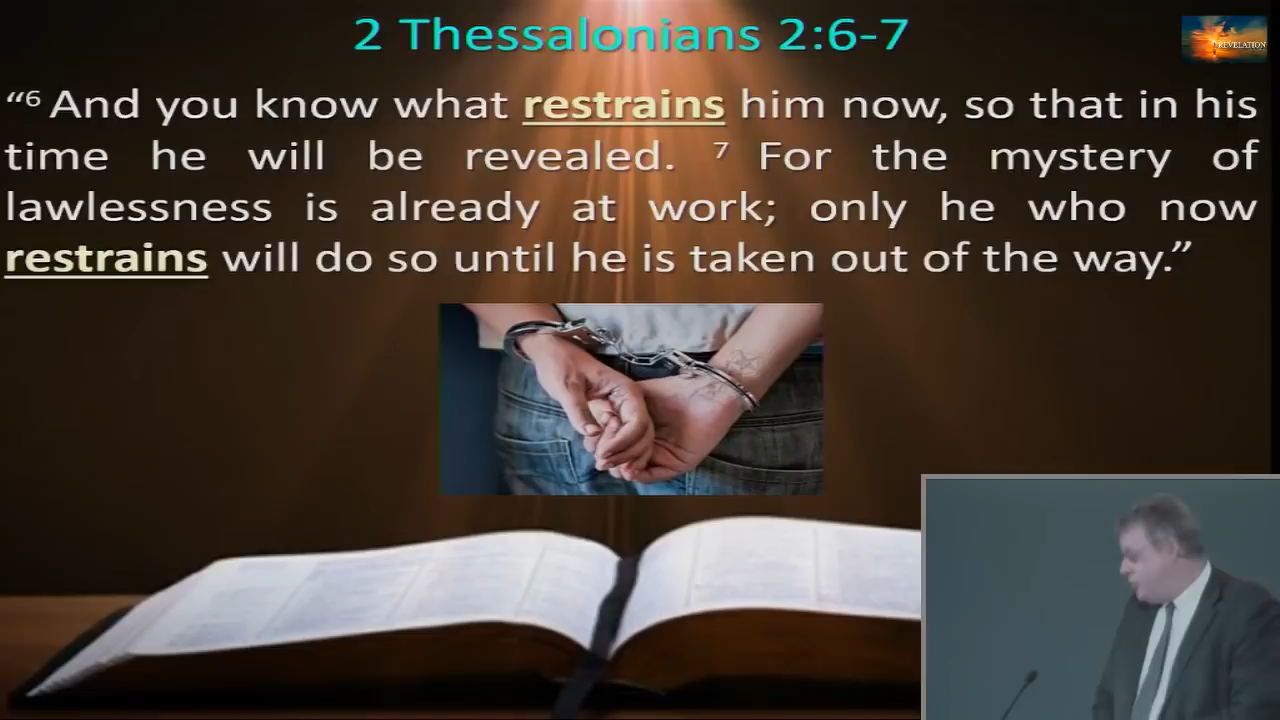 2 Thessalonians 2:6-7
REVELATION
“⁶ And you know what restrains him now, so that in his
time he will be revealed. ⁷ For the mystery of
lawlessness is already at work; only he who now
restrains will do so until he is taken out of the way.”